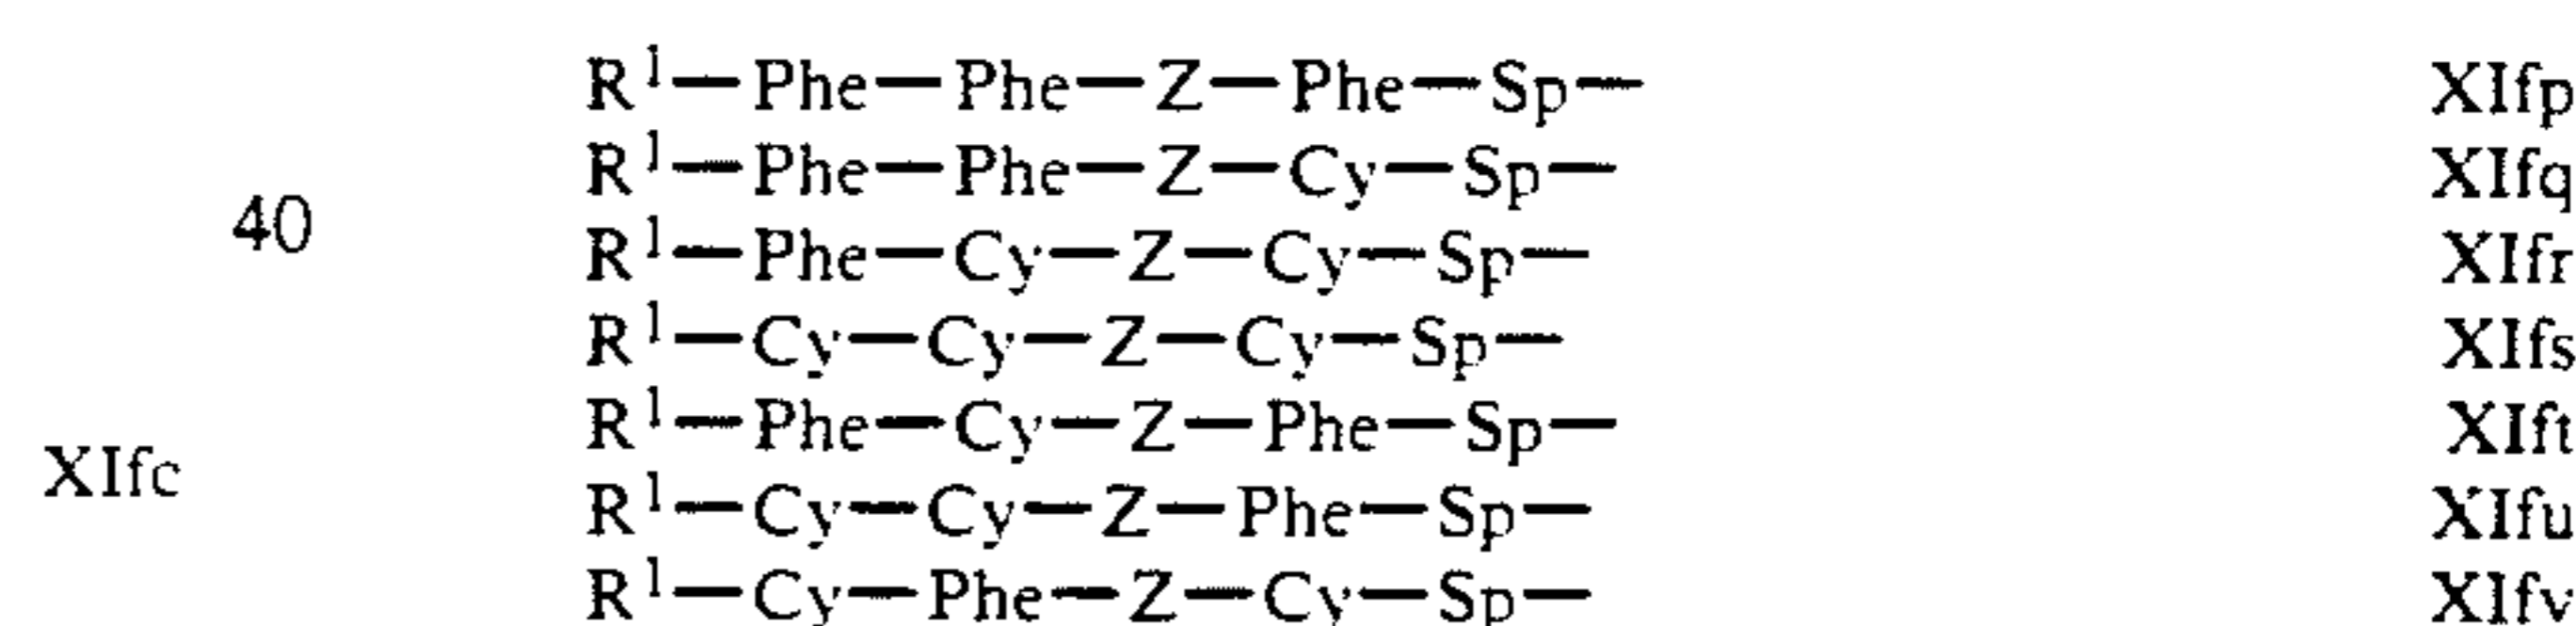 R¹—Phe—Phe—Z—Phe—Sp— XIfp
R¹—Phe—Phe—Z—Cy—Sp— XIfq
40
R¹—Phe—Cy—Z—Cy—Sp— XIfr
R¹—Cy—Cy—Z—Cy—Sp— XIfs
R¹—Phe—Cy—Z—Phe—Sp— XIft
XIfc
R¹—Cy—Cy—Z—Phe—Sp— XIfu
R¹—Cy—Phe—Z—Cy—Sp— XIfv